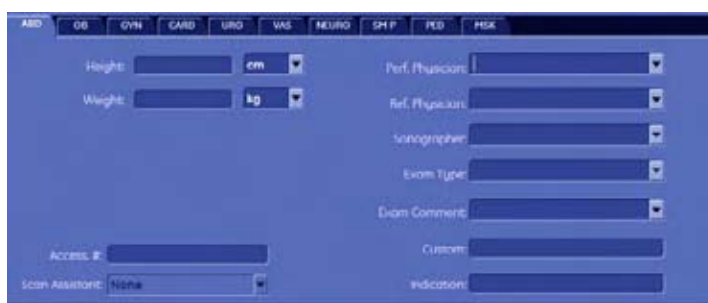 ABD OB GYN CARD URO VAS NEURO SM P PED MSK
Height: cm
Weight: kg
Access. #:
Scan Assistant: None
Perf. Physician:
Ref. Physician:
Sonographer:
Exam Type:
Exam Comment:
Custom:
Indication: